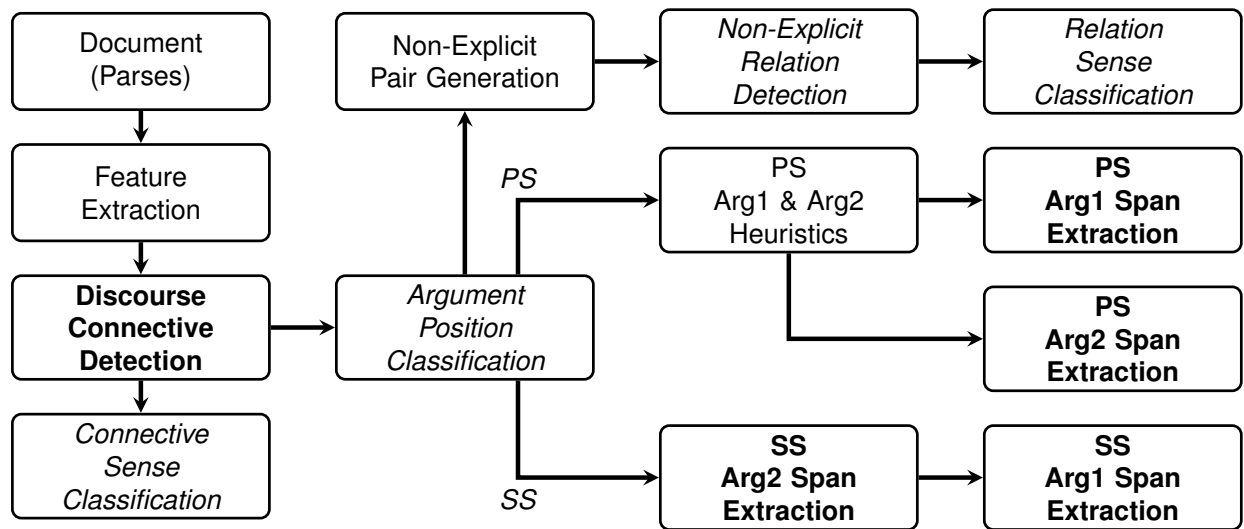 Document
(Parses)
Feature
Extraction
Discourse
Connective
Detection
Connective
Sense
Classification
Non-Explicit
Pair Generation
Argument
Position
Classification
PS
SS
Non-Explicit
Relation
Detection
Relation
Sense
Classification
PS
Arg1 & Arg2
Heuristics
PS
Arg1 Span
Extraction
PS
Arg2 Span
Extraction
SS
Arg2 Span
Extraction
SS
Arg1 Span
Extraction